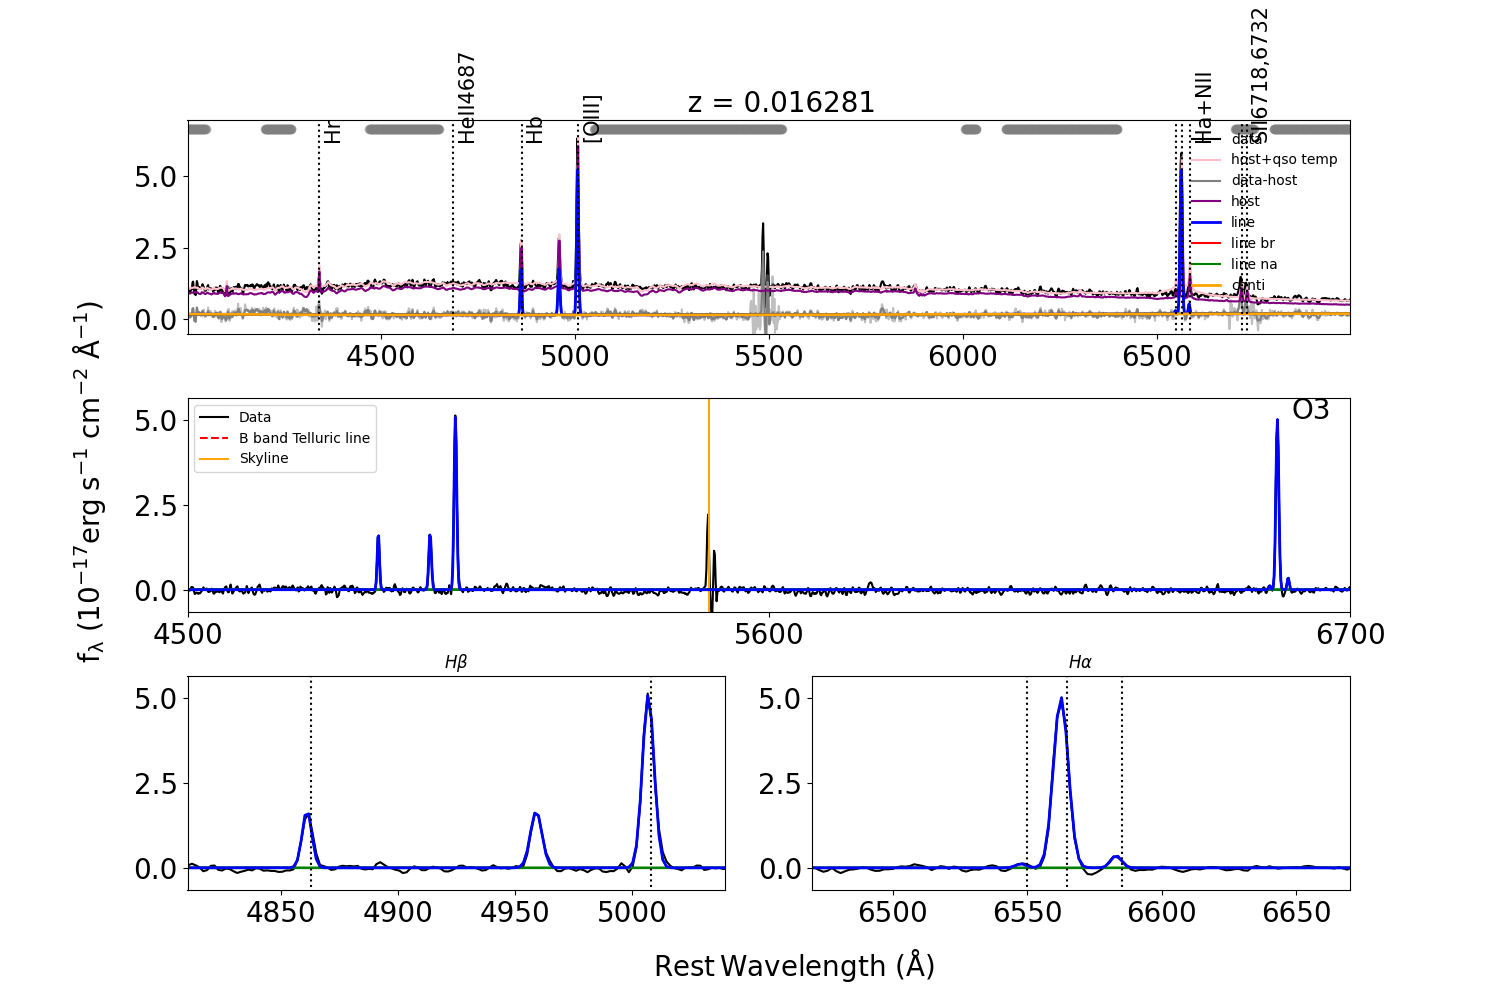 z = 0.016281
Hr
HeII4687
Hb
[OIII]
Ha+NII
SII6718,6732
data
host+qso temp
data-host
host
line
line br
line na
conti
5.0
2.5
0.0
4500 5000 5500 6000 6500
O3
Data
B band Telluric line
Skyline
5.0
2.5
0.0
4500 5600 6700
fλ (10⁻¹⁷erg s⁻¹ cm⁻² Å⁻¹)
Hβ
5.0
2.5
0.0
4850 4900 4950 5000
Hα
5.0
2.5
0.0
6500 6550 6600 6650
Rest Wavelength (Å)